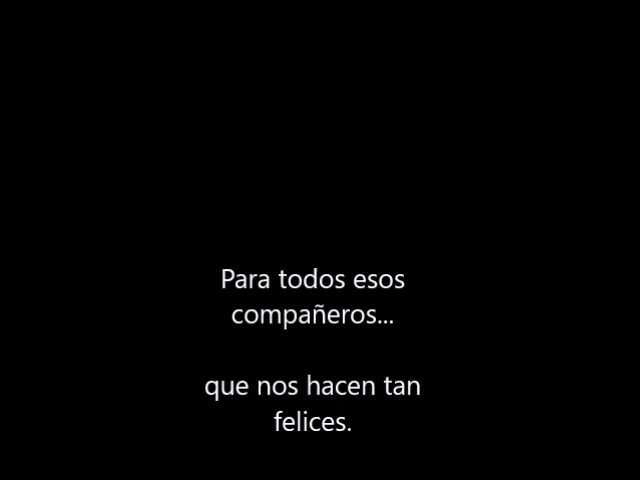 Para todos esos
compañeros...
que nos hacen tan
felices.